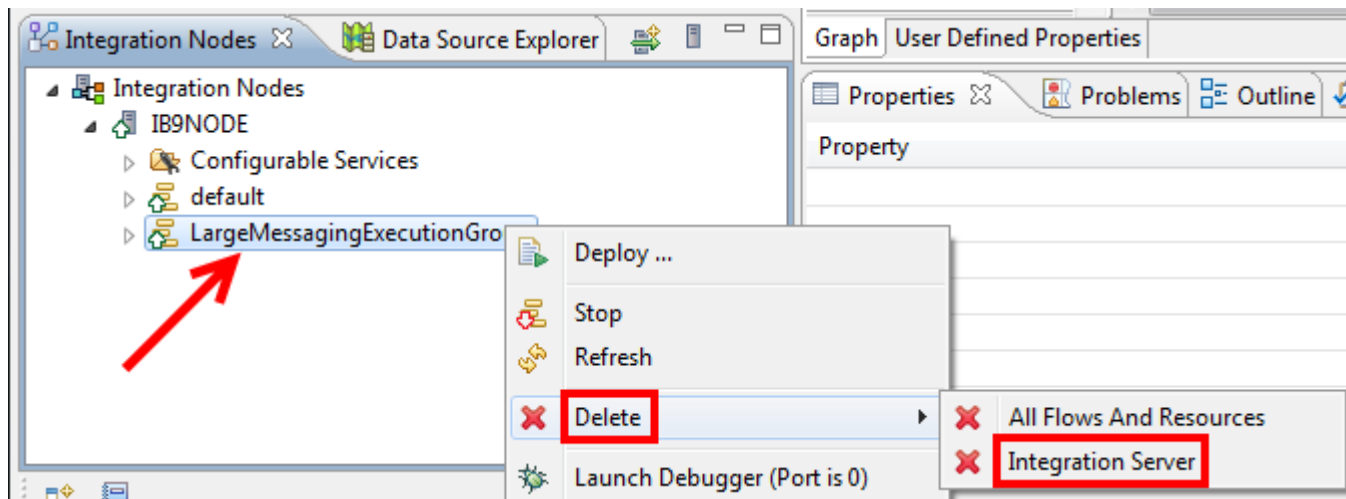 Integration Nodes
Data Source Explorer
Graph
User Defined Properties
Integration Nodes
IB9NODE
Configurable Services
default
LargeMessagingExecutionGro
Properties
Problems
Outline
Property
Deploy ...
Stop
Refresh
Delete
Launch Debugger (Port is 0)
All Flows And Resources
Integration Server